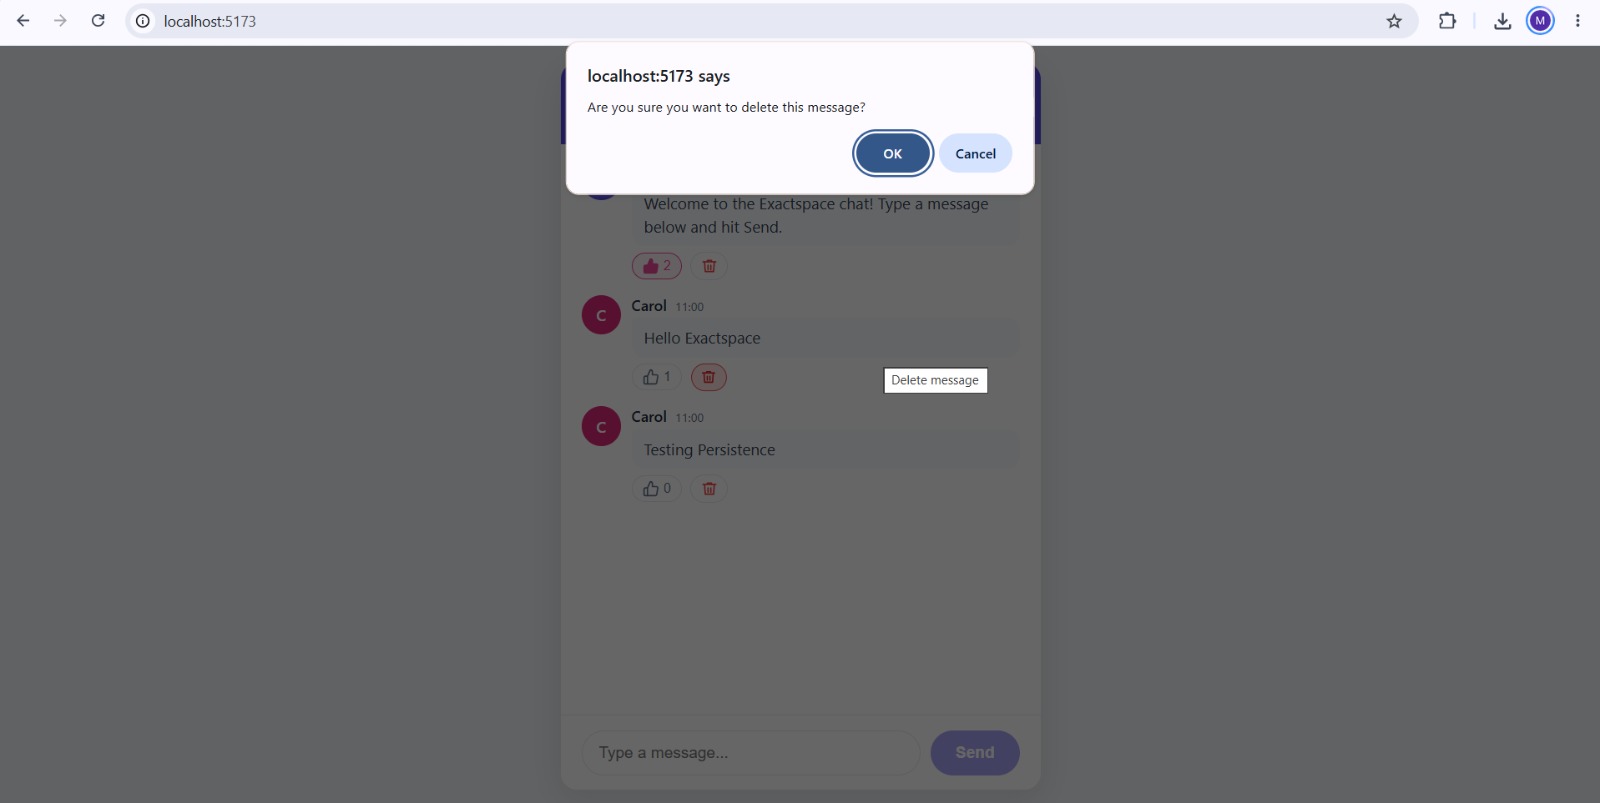 localhost:5173
M
localhost:5173 says
Are you sure you want to delete this message?
OK
Cancel
Welcome to the Exactspace chat! Type a message
below and hit Send.
2
C
Carol 11:00
Hello Exactspace
1
Delete message
C
Carol 11:00
Testing Persistence
0
Type a message...
Send